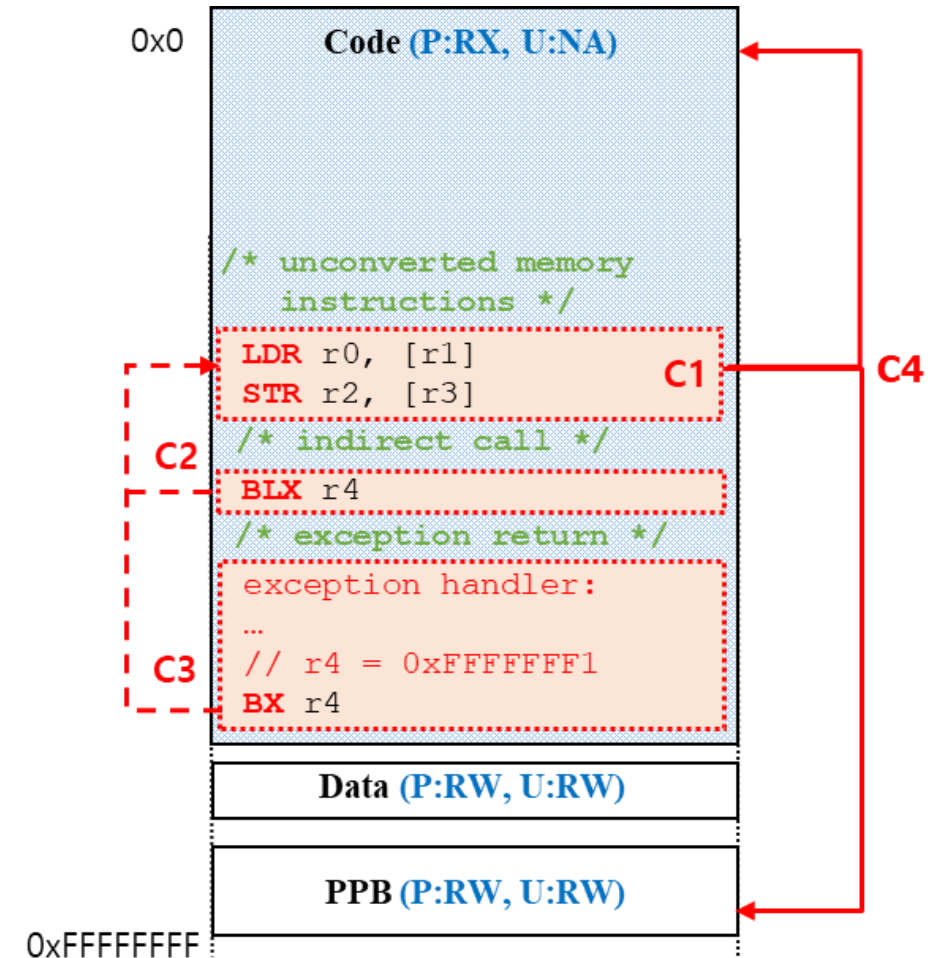 0x0
Code (P:RX, U:NA)
/* unconverted memory
instructions */
LDR r0, [r1]
STR r2, [r3]
C1
C4
/* indirect call */
C2
BLX r4
/* exception return */
exception handler:
…
// r4 = 0xFFFFFFF1
C3
BX r4
Data (P:RW, U:RW)
PPB (P:RW, U:RW)
0xFFFFFFFF